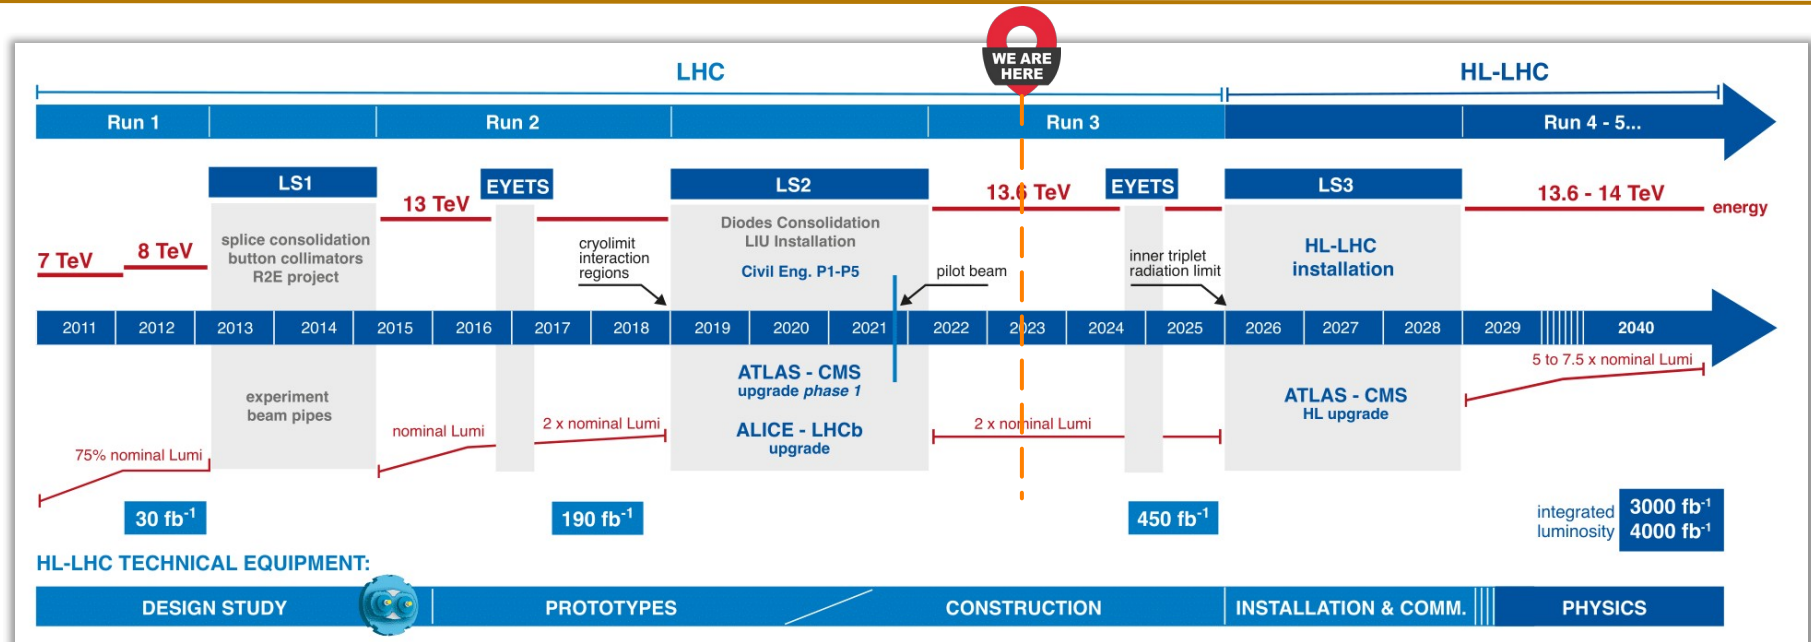 WE ARE
HERE
LHC
HL-LHC
Run 1
Run 2
Run 3
Run 4 - 5...
LS1
EYETS
LS2
EYETS
LS3
13 TeV
13.6 TeV
13.6 - 14 TeV
energy
7 TeV
8 TeV
splice consolidation
button collimators
R2E project
cryolimit
interaction
regions
Diodes Consolidation
LIU Installation
Civil Eng. P1-P5
pilot beam
inner triplet
radiation limit
HL-LHC
installation
2011
2012
2013
2014
2015
2016
2017
2018
2019
2020
2021
2022
2023
2024
2025
2026
2027
2028
2029
2040
5 to 7.5 x nominal Lumi
experiment
beam pipes
ATLAS - CMS
upgrade phase 1
ALICE - LHCb
upgrade
ATLAS - CMS
HL upgrade
75% nominal Lumi
nominal Lumi
2 x nominal Lumi
2 x nominal Lumi
30 fb⁻¹
190 fb⁻¹
450 fb⁻¹
integrated
luminosity
3000 fb⁻¹
4000 fb⁻¹
HL-LHC TECHNICAL EQUIPMENT:
DESIGN STUDY
PROTOTYPES
CONSTRUCTION
INSTALLATION & COMM.
PHYSICS